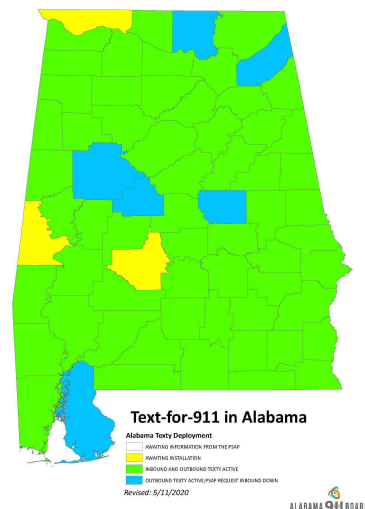 Text-for-911 in Alabama
Alabama Texty Deployment
AWAITING INFORMATION FROM THE PSAP
AWAITING INSTALLATION
INBOUND AND OUTBOUND TEXTY ACTIVE
OUTBOUND TEXTY ACTIVE;PSAP REQUEST INBOUND DOWN
Revised: 5/11/2020
ALABAMA 911 BOARD